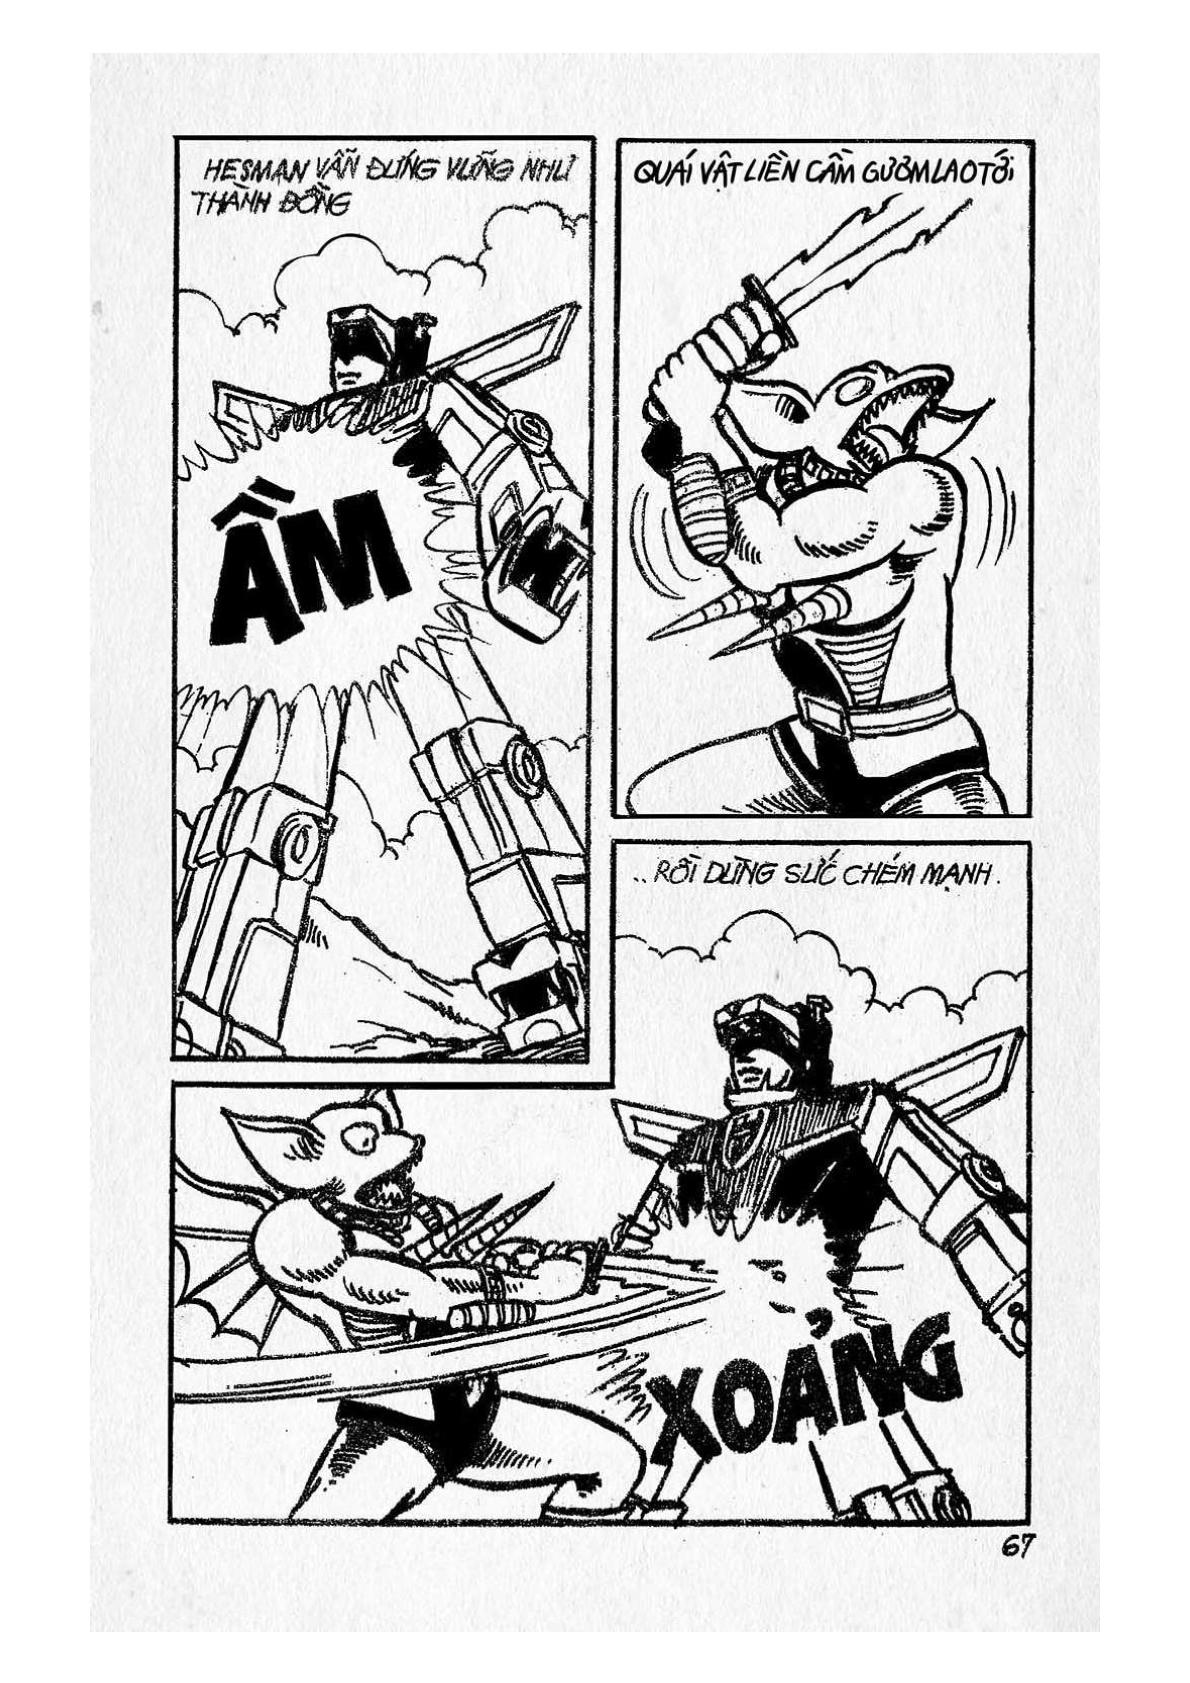 HESMAN VẪN ĐỨNG VỮNG NHƯ
THÀNH ĐỒNG
ẦM
QUÁI VẬT LIỀN CẦM GƯƠM LAO TỚI
.. RỒI DÙNG SỨC CHÉM MẠNH.
XOẢNG
67